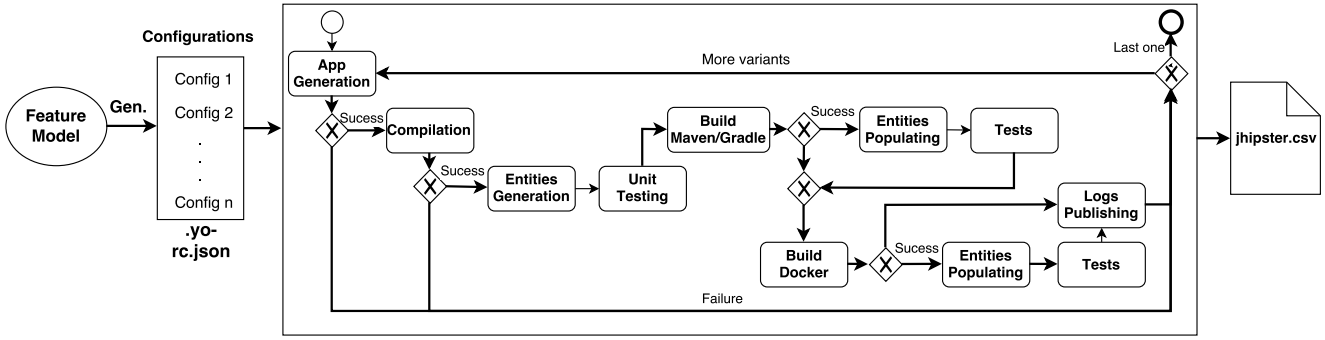 Feature
Model
Gen.
Configurations
Config 1
Config 2
.
.
.
Config n
.yo-
rc.json
App
Generation
Sucess
X
Compilation
Sucess
X
Entities
Generation
Unit
Testing
Build
Maven/Gradle
X
Sucess
Entities
Populating
Tests
X
Build
Docker
X
Sucess
Entities
Populating
Tests
Logs
Publishing
Failure
More variants
Last one
X
jhipster.csv